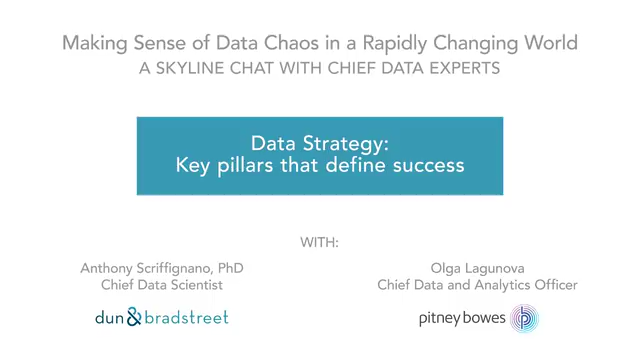 Making Sense of Data Chaos in a Rapidly Changing World
A SKYLINE CHAT WITH CHIEF DATA EXPERTS
Data Strategy:
Key pillars that define success
WITH:
Anthony Scriffignano, PhD
Chief Data Scientist
dun&bradstreet
Olga Lagunova
Chief Data and Analytics Officer
pitney bowes